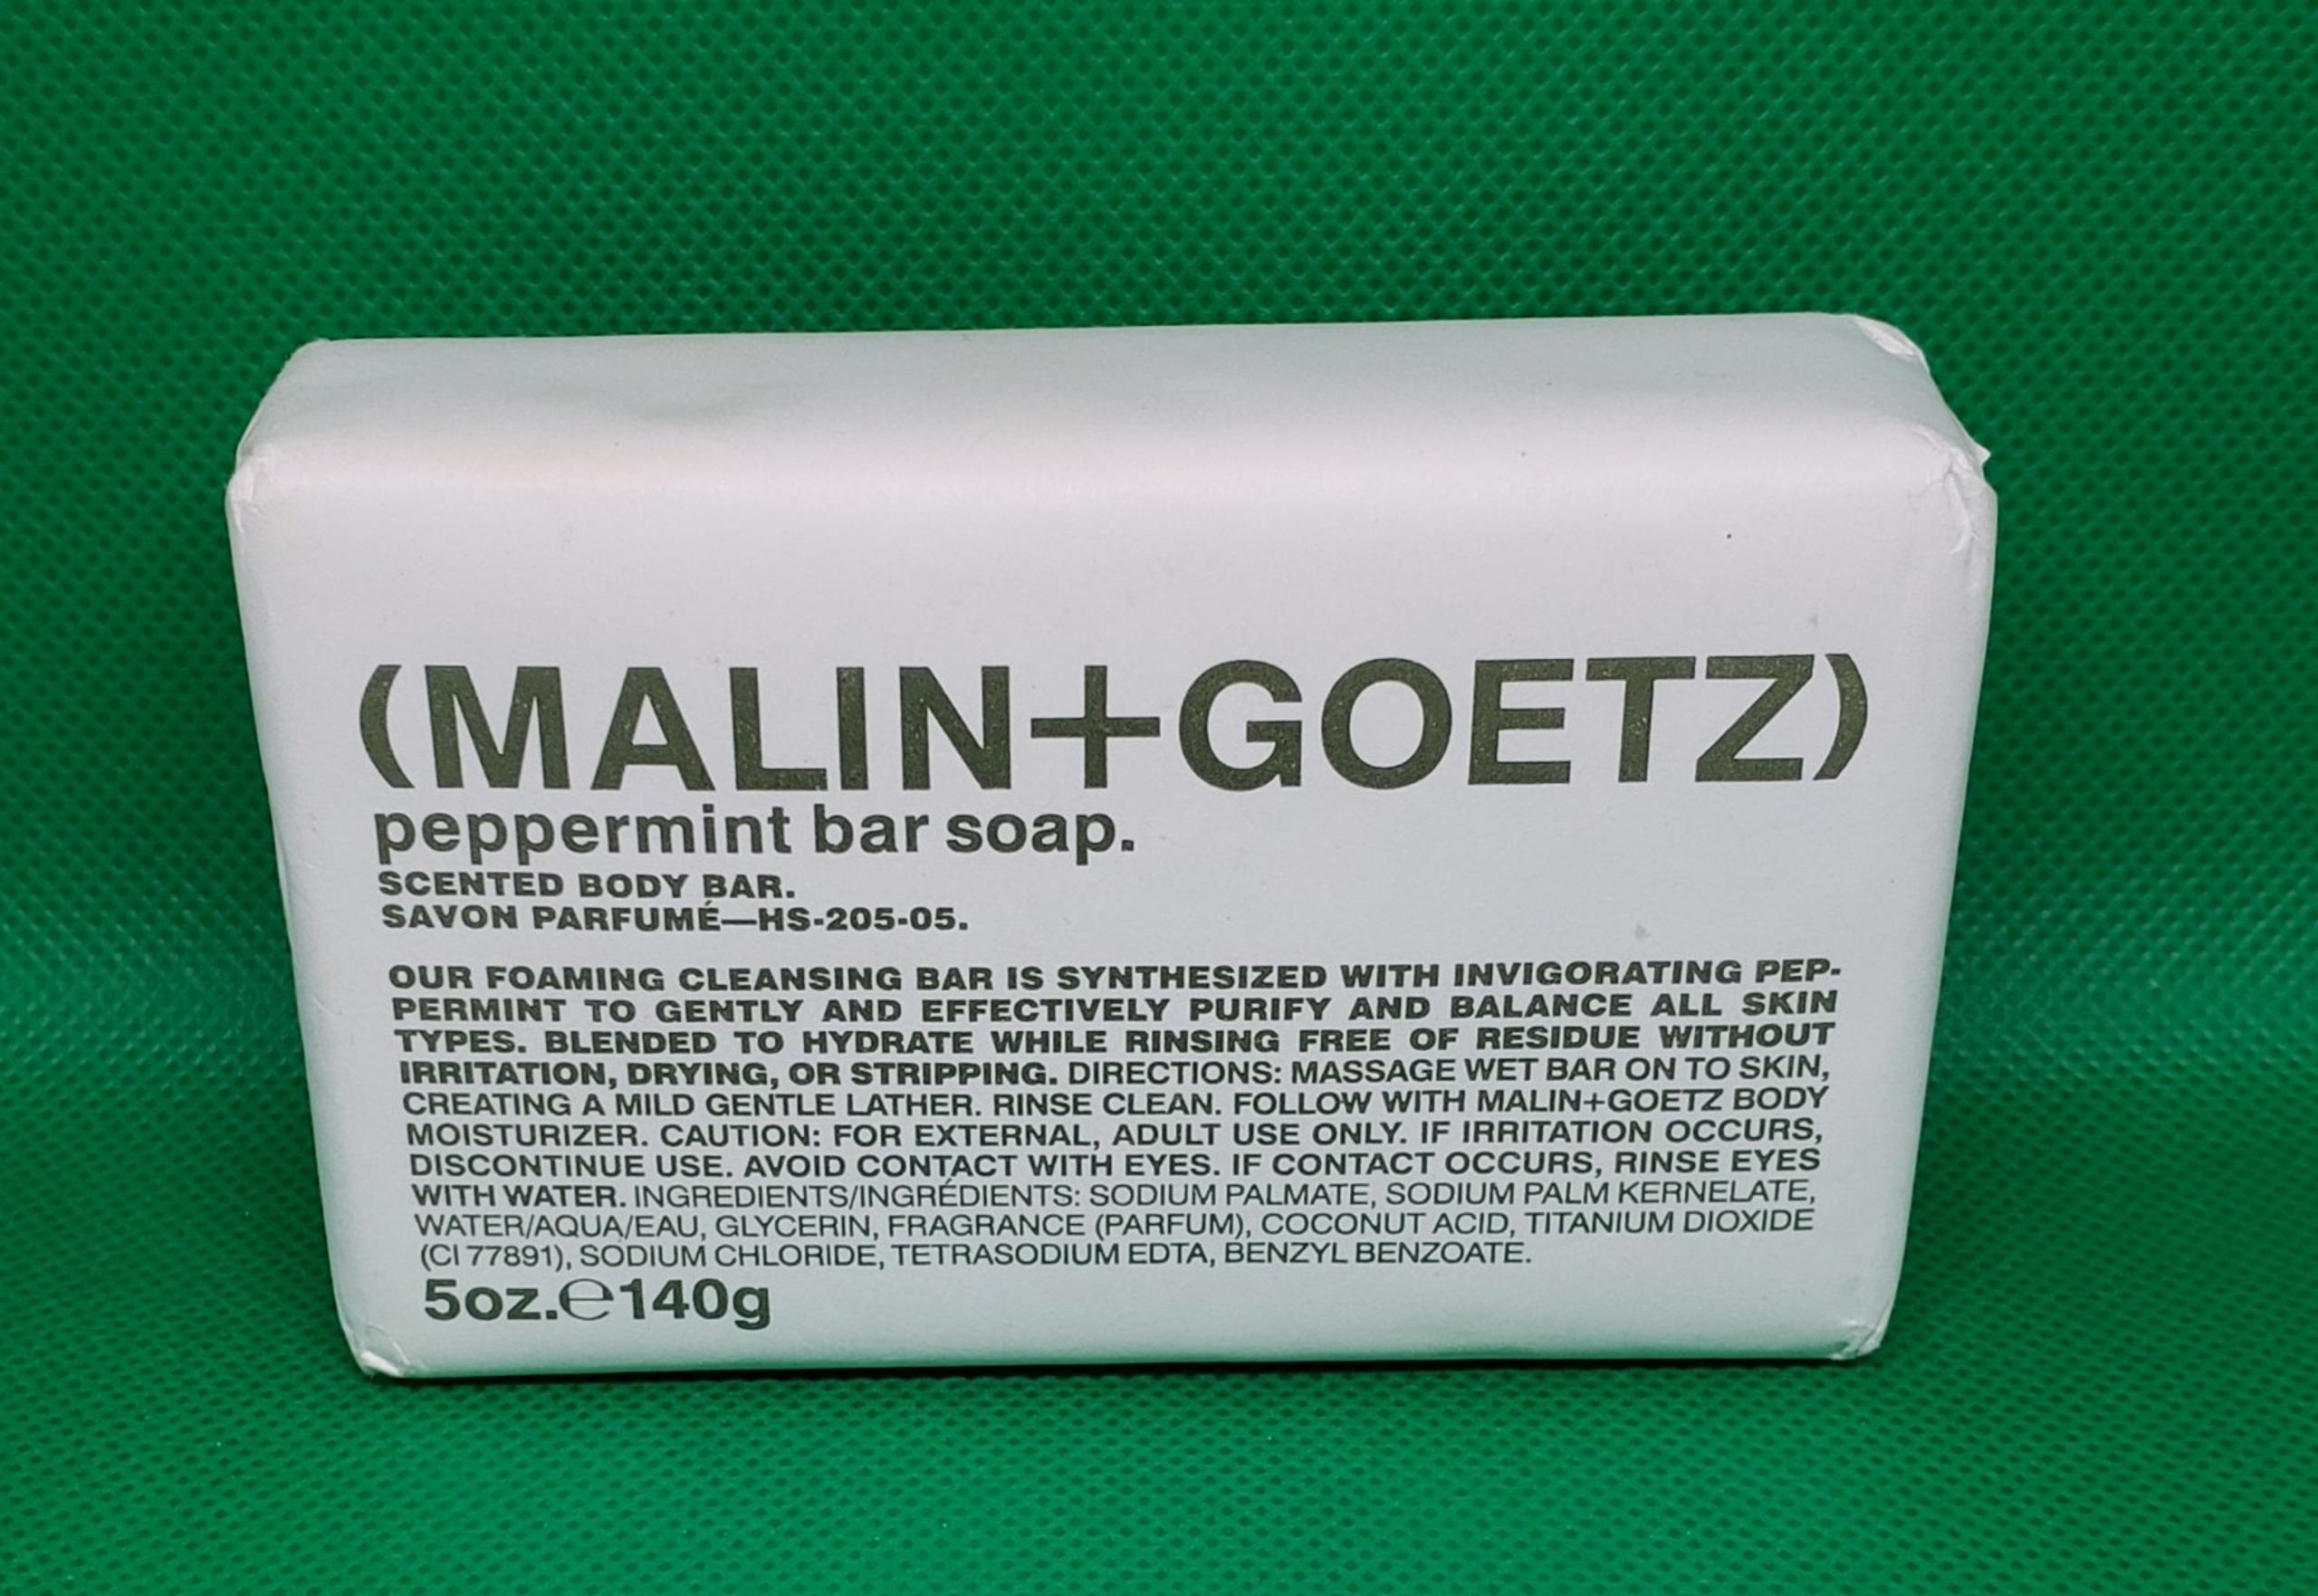 (MALIN+GOETZ)
peppermint bar soap.
SCENTED BODY BAR.
SAVON PARFUMÉ—HS-205-05.
OUR FOAMING CLEANSING BAR IS SYNTHESIZED WITH INVIGORATING PEP-
PERMINT TO GENTLY AND EFFECTIVELY PURIFY AND BALANCE ALL SKIN
TYPES. BLENDED TO HYDRATE WHILE RINSING FREE OF RESIDUE WITHOUT
IRRITATION, DRYING, OR STRIPPING. DIRECTIONS: MASSAGE WET BAR ON TO SKIN,
CREATING A MILD GENTLE LATHER. RINSE CLEAN. FOLLOW WITH MALIN+GOETZ BODY
MOISTURIZER. CAUTION: FOR EXTERNAL, ADULT USE ONLY. IF IRRITATION OCCURS,
DISCONTINUE USE. AVOID CONTACT WITH EYES. IF CONTACT OCCURS, RINSE EYES
WITH WATER. INGREDIENTS/INGRÉDIENTS: SODIUM PALMATE, SODIUM PALM KERNELATE,
WATER/AQUA/EAU, GLYCERIN, FRAGRANCE (PARFUM), COCONUT ACID, TITANIUM DIOXIDE
(CI 77891), SODIUM CHLORIDE, TETRASODIUM EDTA, BENZYL BENZOATE.
5oz.℮140g